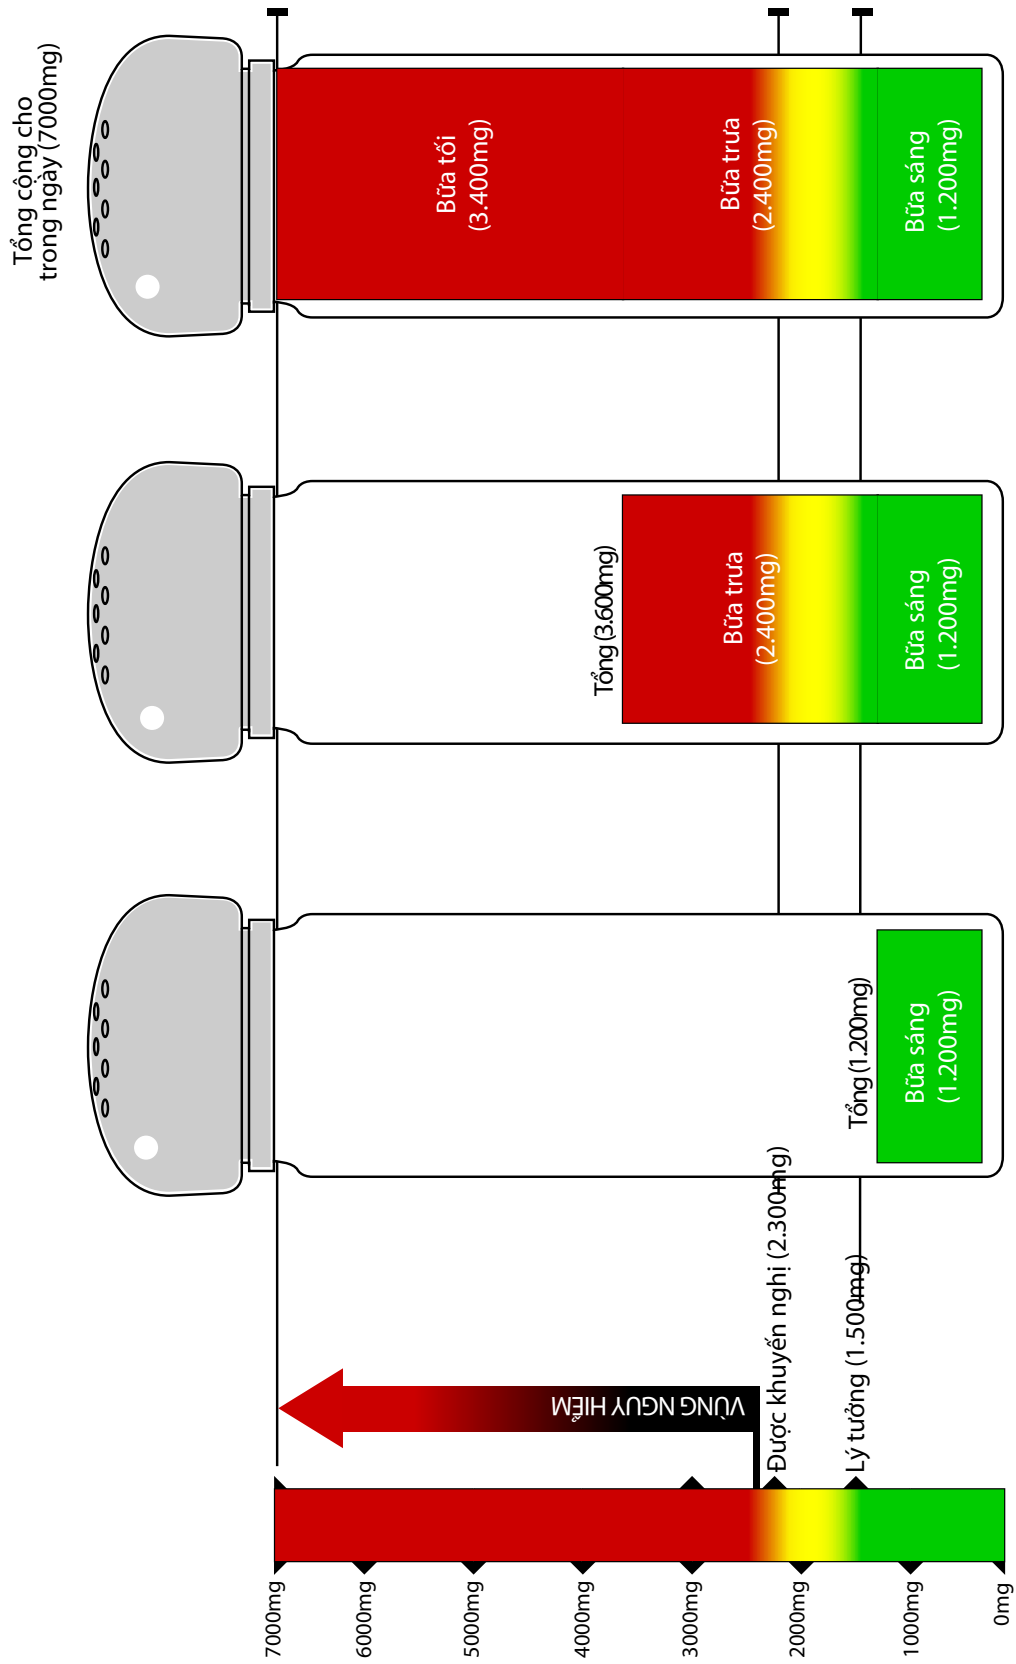 7000mg
6000mg
5000mg
4000mg
3000mg
2000mg
1000mg
0mg
VÙNG NGUY HIỂM
Được khuyến nghị (2.300mg)
Lý tưởng (1.500mg)
Tổng (1.200mg)
Bữa sáng
(1.200mg)
Tổng (3.600mg)
Bữa trưa
(2.400mg)
Bữa sáng
(1.200mg)
Tổng cộng cho
trong ngày (7000mg)
Bữa tối
(3.400mg)
Bữa trưa
(2.400mg)
Bữa sáng
(1.200mg)